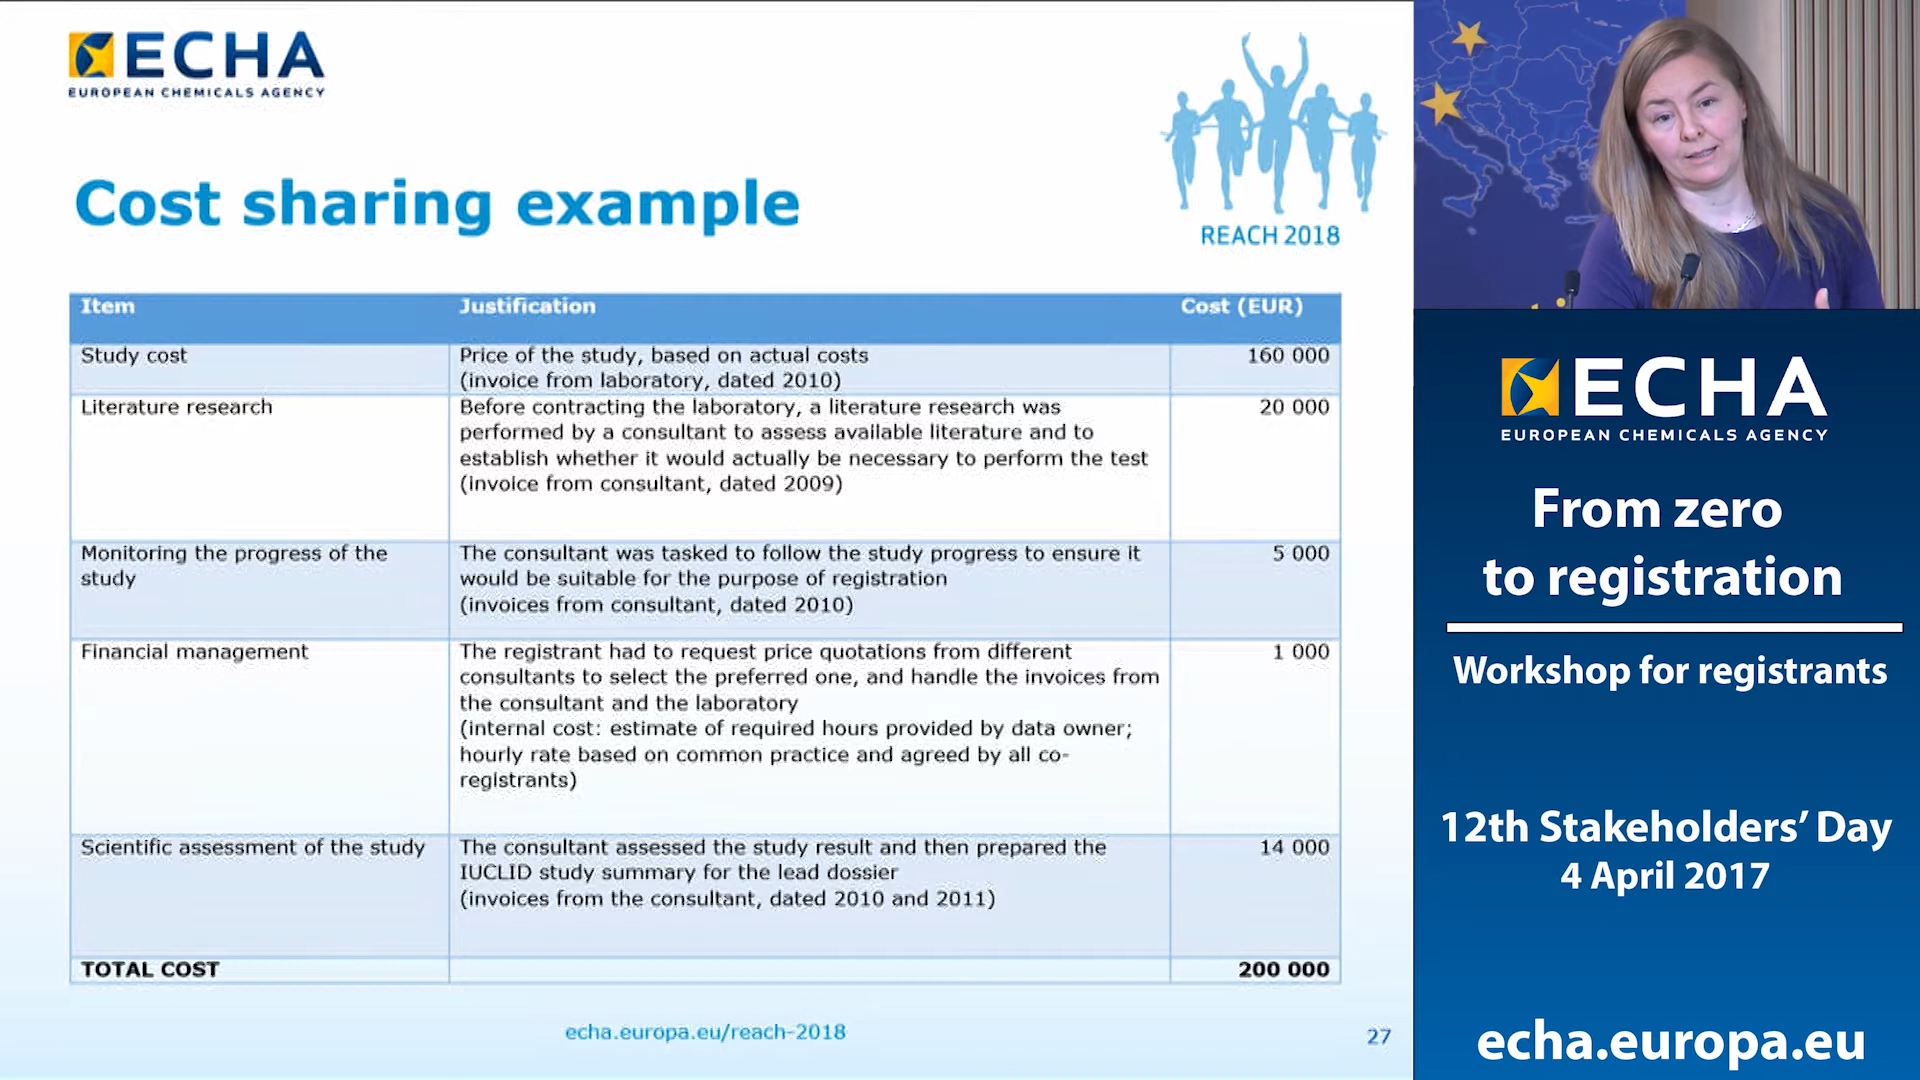 ECHA
EUROPEAN CHEMICALS AGENCY
REACH 2018
Cost sharing example
Item Justification Cost (EUR)
Study cost Price of the study, based on actual costs 160 000
(invoice from laboratory, dated 2010)
Literature research Before contracting the laboratory, a literature research was 20 000
performed by a consultant to assess available literature and to
establish whether it would actually be necessary to perform the test
(invoice from consultant, dated 2009)
Monitoring the progress of the The consultant was tasked to follow the study progress to ensure it 5 000
study would be suitable for the purpose of registration
(invoices from consultant, dated 2010)
Financial management The registrant had to request price quotations from different 1 000
consultants to select the preferred one, and handle the invoices from
the consultant and the laboratory
(internal cost: estimate of required hours provided by data owner;
hourly rate based on common practice and agreed by all co-
registrants)
Scientific assessment of the study The consultant assessed the study result and then prepared the 14 000
IUCLID study summary for the lead dossier
(invoices from the consultant, dated 2010 and 2011)
TOTAL COST 200 000
echa.europa.eu/reach-2018
27
ECHA
EUROPEAN CHEMICALS AGENCY
From zero
to registration
Workshop for registrants
12th Stakeholders’ Day
4 April 2017
echa.europa.eu